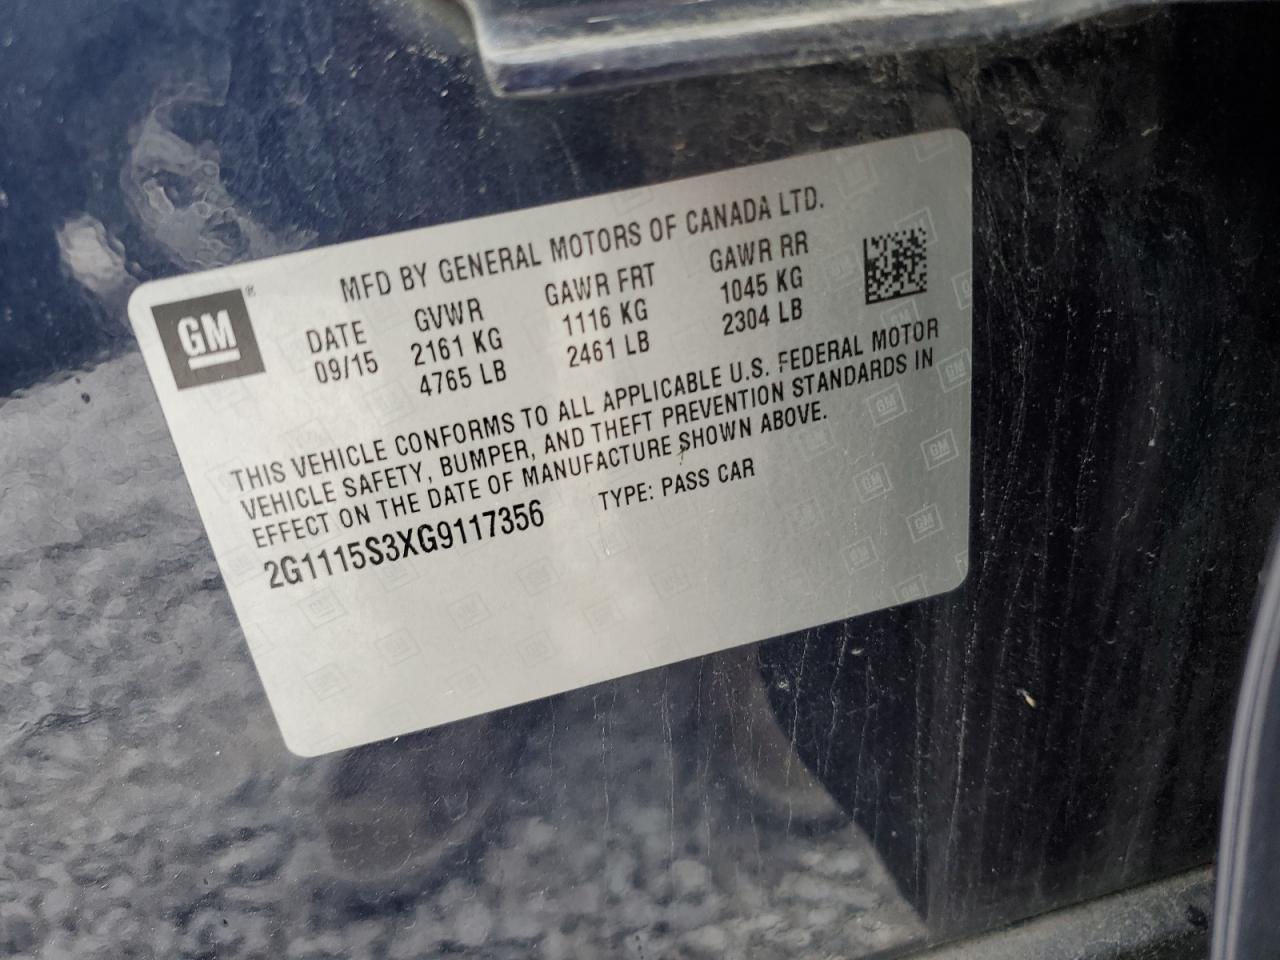 MFD BY GENERAL MOTORS OF CANADA LTD.
GM®
DATE GVWR GAWR FRT GAWR RR
09/15 2161 KG 1116 KG 1045 KG
4765 LB 2461 LB 2304 LB
THIS VEHICLE CONFORMS TO ALL APPLICABLE U.S. FEDERAL MOTOR
VEHICLE SAFETY, BUMPER, AND THEFT PREVENTION STANDARDS IN
EFFECT ON THE DATE OF MANUFACTURE SHOWN ABOVE.
2G1115S3XG9117356 TYPE: PASS CAR